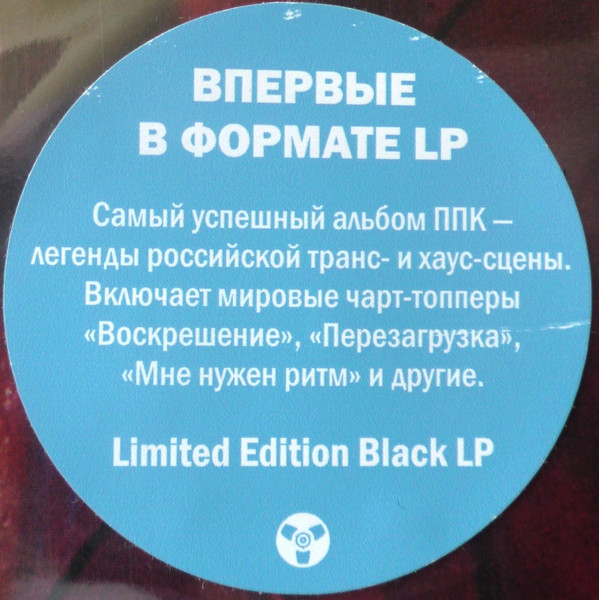 ВПЕРВЫЕ
В ФОРМАТЕ LP
Самый успешный альбом ППК —
легенды российской транс- и хаус-сцены.
Включает мировые чарт-топперы
«Воскрешение», «Перезагрузка»,
«Мне нужен ритм» и другие.
Limited Edition Black LP